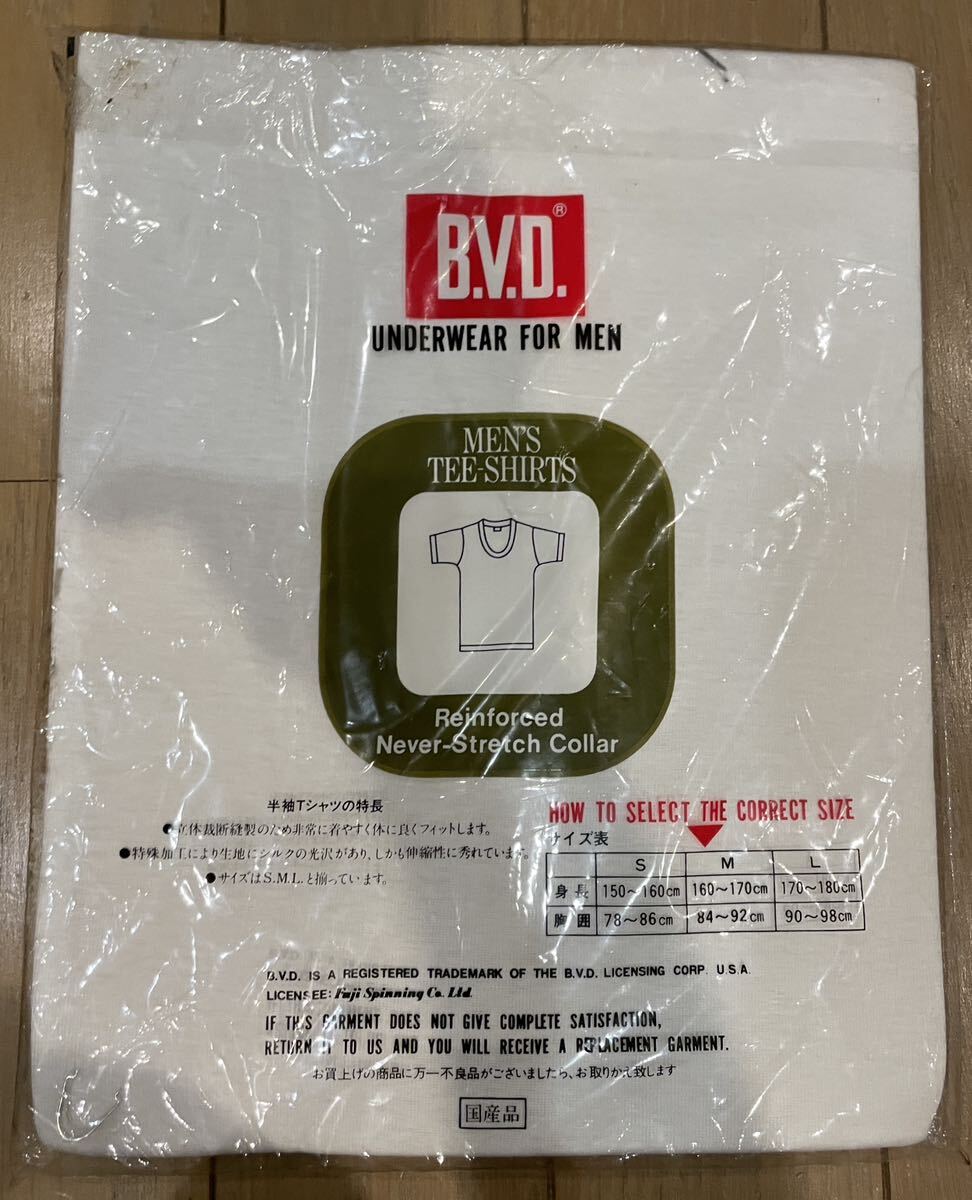 B.V.D.®
UNDERWEAR FOR MEN
MEN'S
TEE-SHIRTS
Reinforced
Never-Stretch Collar
半袖Tシャツの特長
●立体裁断縫製のため非常に着やすく体に良くフィットします。
●特殊加工により生地にシルクの光沢があり、しかも伸縮性に秀れています。
●サイズはS.M.L.と揃っています。
HOW TO SELECT THE CORRECT SIZE
サイズ表
S M L
身長 150〜160cm 160〜170cm 170〜180cm
胸囲 78〜86cm 84〜92cm 90〜98cm
B.V.D. IS A REGISTERED TRADEMARK OF THE B.V.D. LICENSING CORP. U.S.A.
LICENSEE: Fuji Spinning Co. Ltd.
IF THIS GARMENT DOES NOT GIVE COMPLETE SATISFACTION,
RETURN IT TO US AND YOU WILL RECEIVE A REPLACEMENT GARMENT.
お買上げの商品に万一不良品がございましたら、お取りかえ致します
国産品